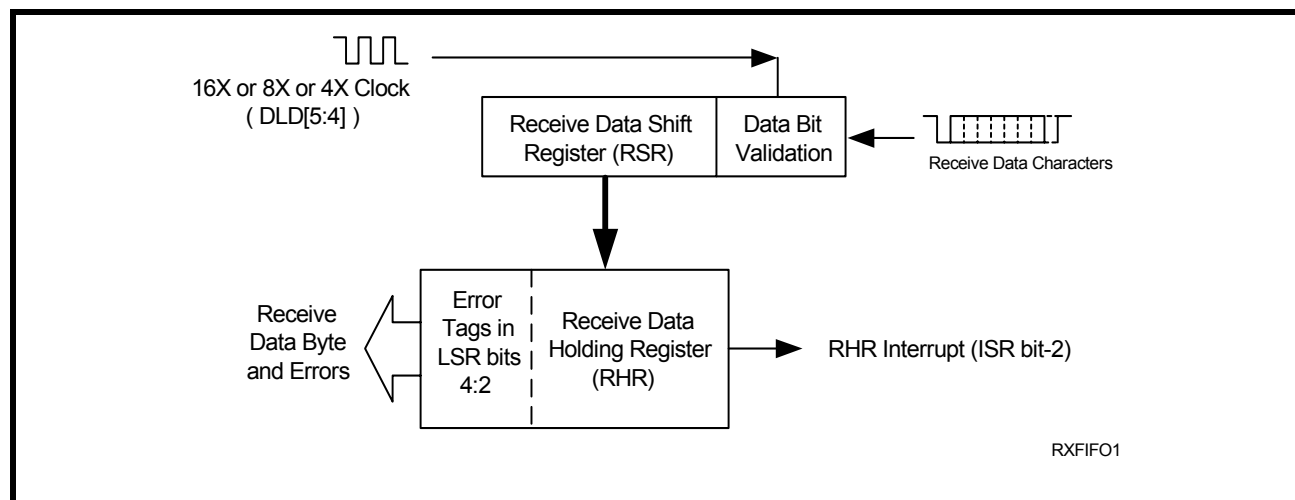 16X or 8X or 4X Clock
( DLD[5:4] )
Receive Data Shift
Register (RSR)
Data Bit
Validation
Receive Data Characters
Receive
Data Byte
and Errors
Error
Tags in
LSR bits
4:2
Receive Data
Holding Register
(RHR)
RHR Interrupt (ISR bit-2)
RXFIFO1